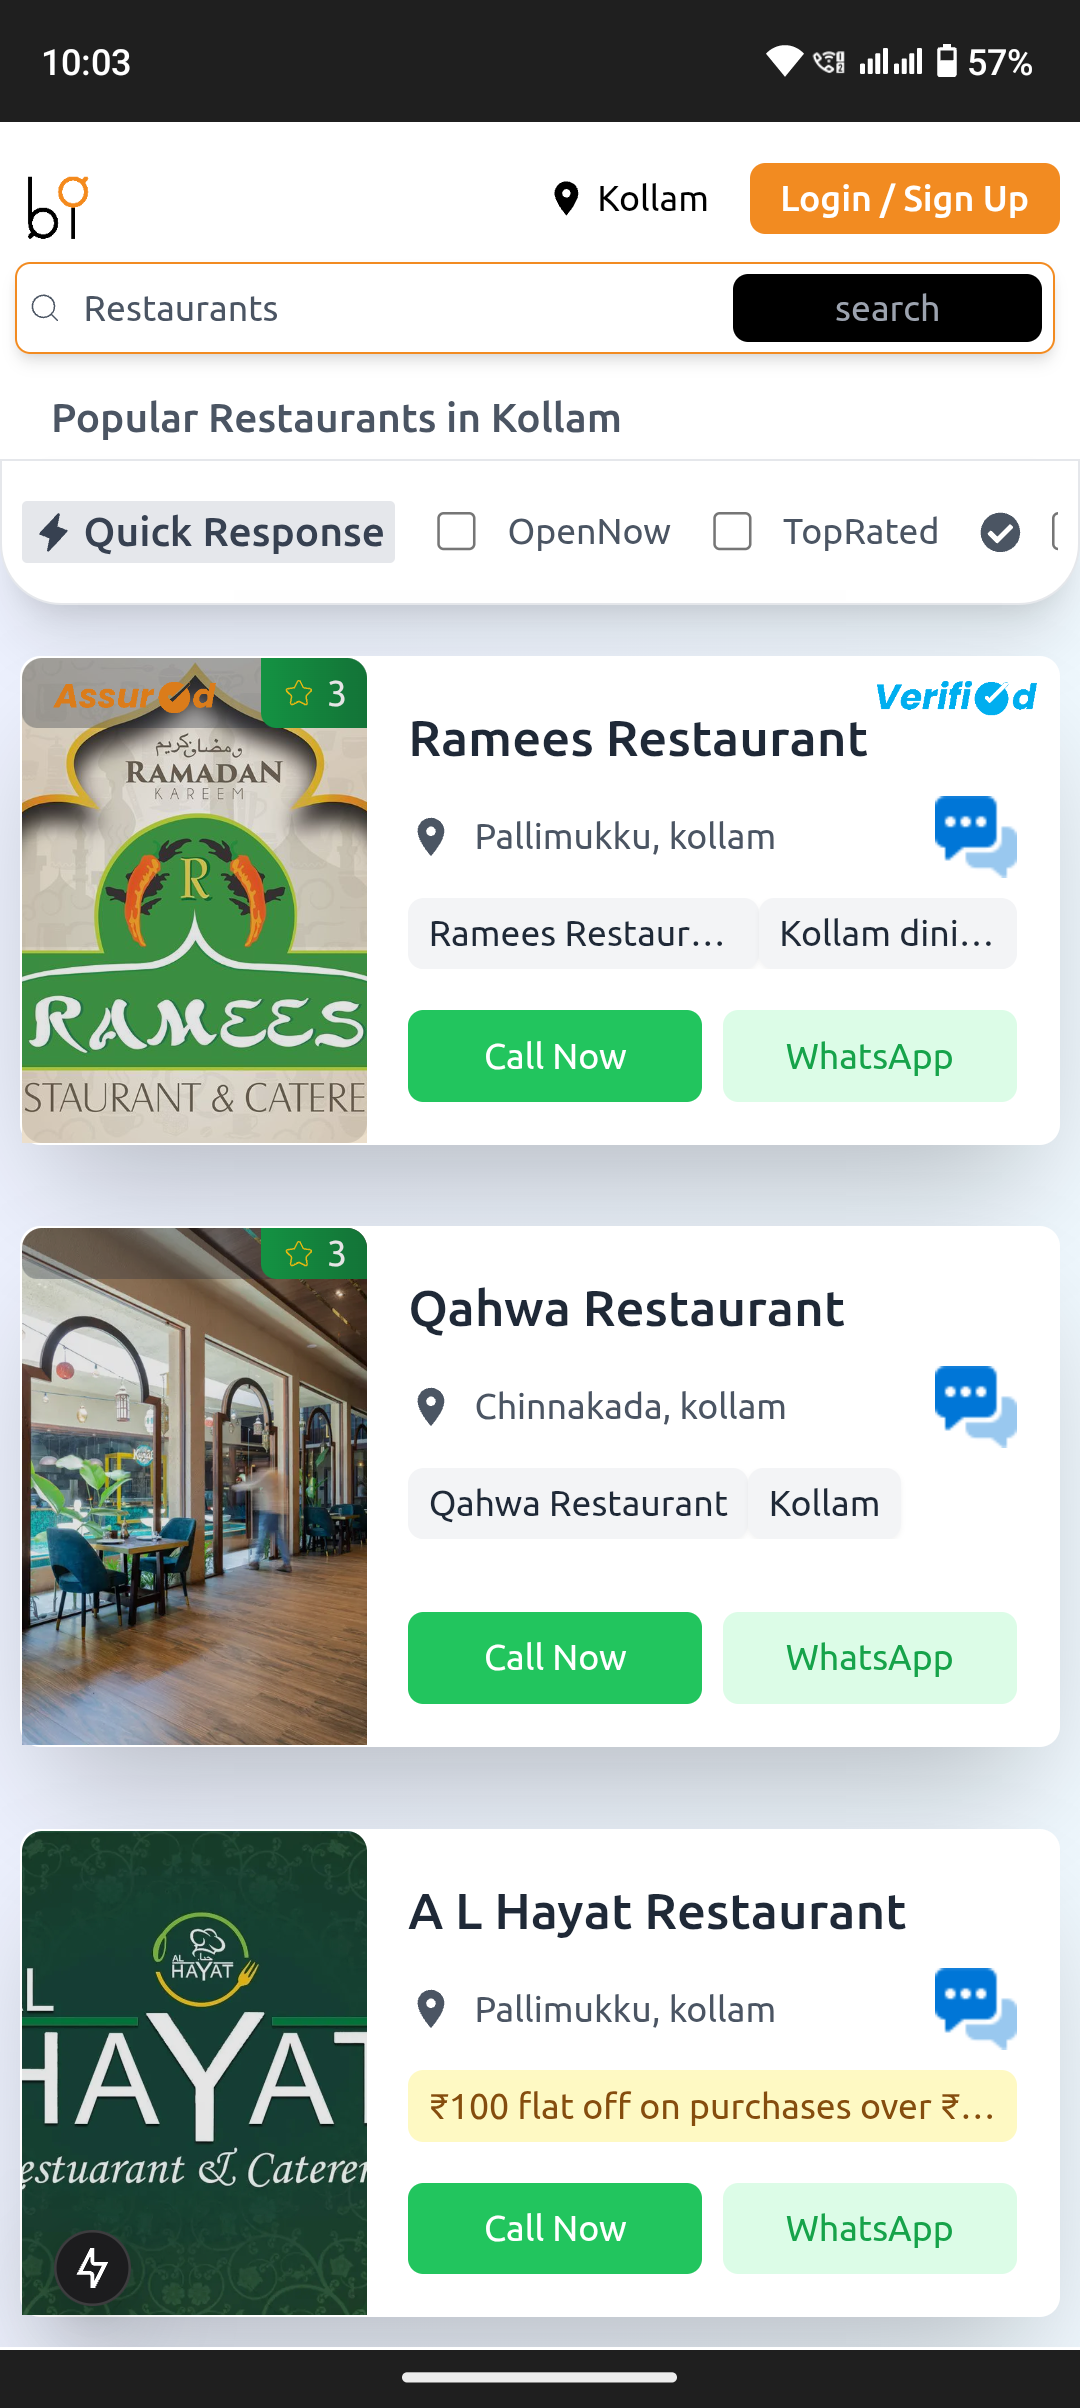 10:03
57%
bi
Kollam
Login / Sign Up
Restaurants
search
Popular Restaurants in Kollam
Quick Response
OpenNow
TopRated
Assured
3
Verified
RAMADAN
KAREEM
R
RAMEES
STAURANT & CATERE
Ramees Restaurant
Pallimukku, kollam
Ramees Restaur...
Kollam dini...
Call Now
WhatsApp
3
Qahwa Restaurant
Chinnakada, kollam
Qahwa Restaurant
Kollam
Call Now
WhatsApp
AL
HAYAT
L
HAYAT
estuarant & Caterer
A L Hayat Restaurant
Pallimukku, kollam
₹100 flat off on purchases over ₹...
Call Now
WhatsApp